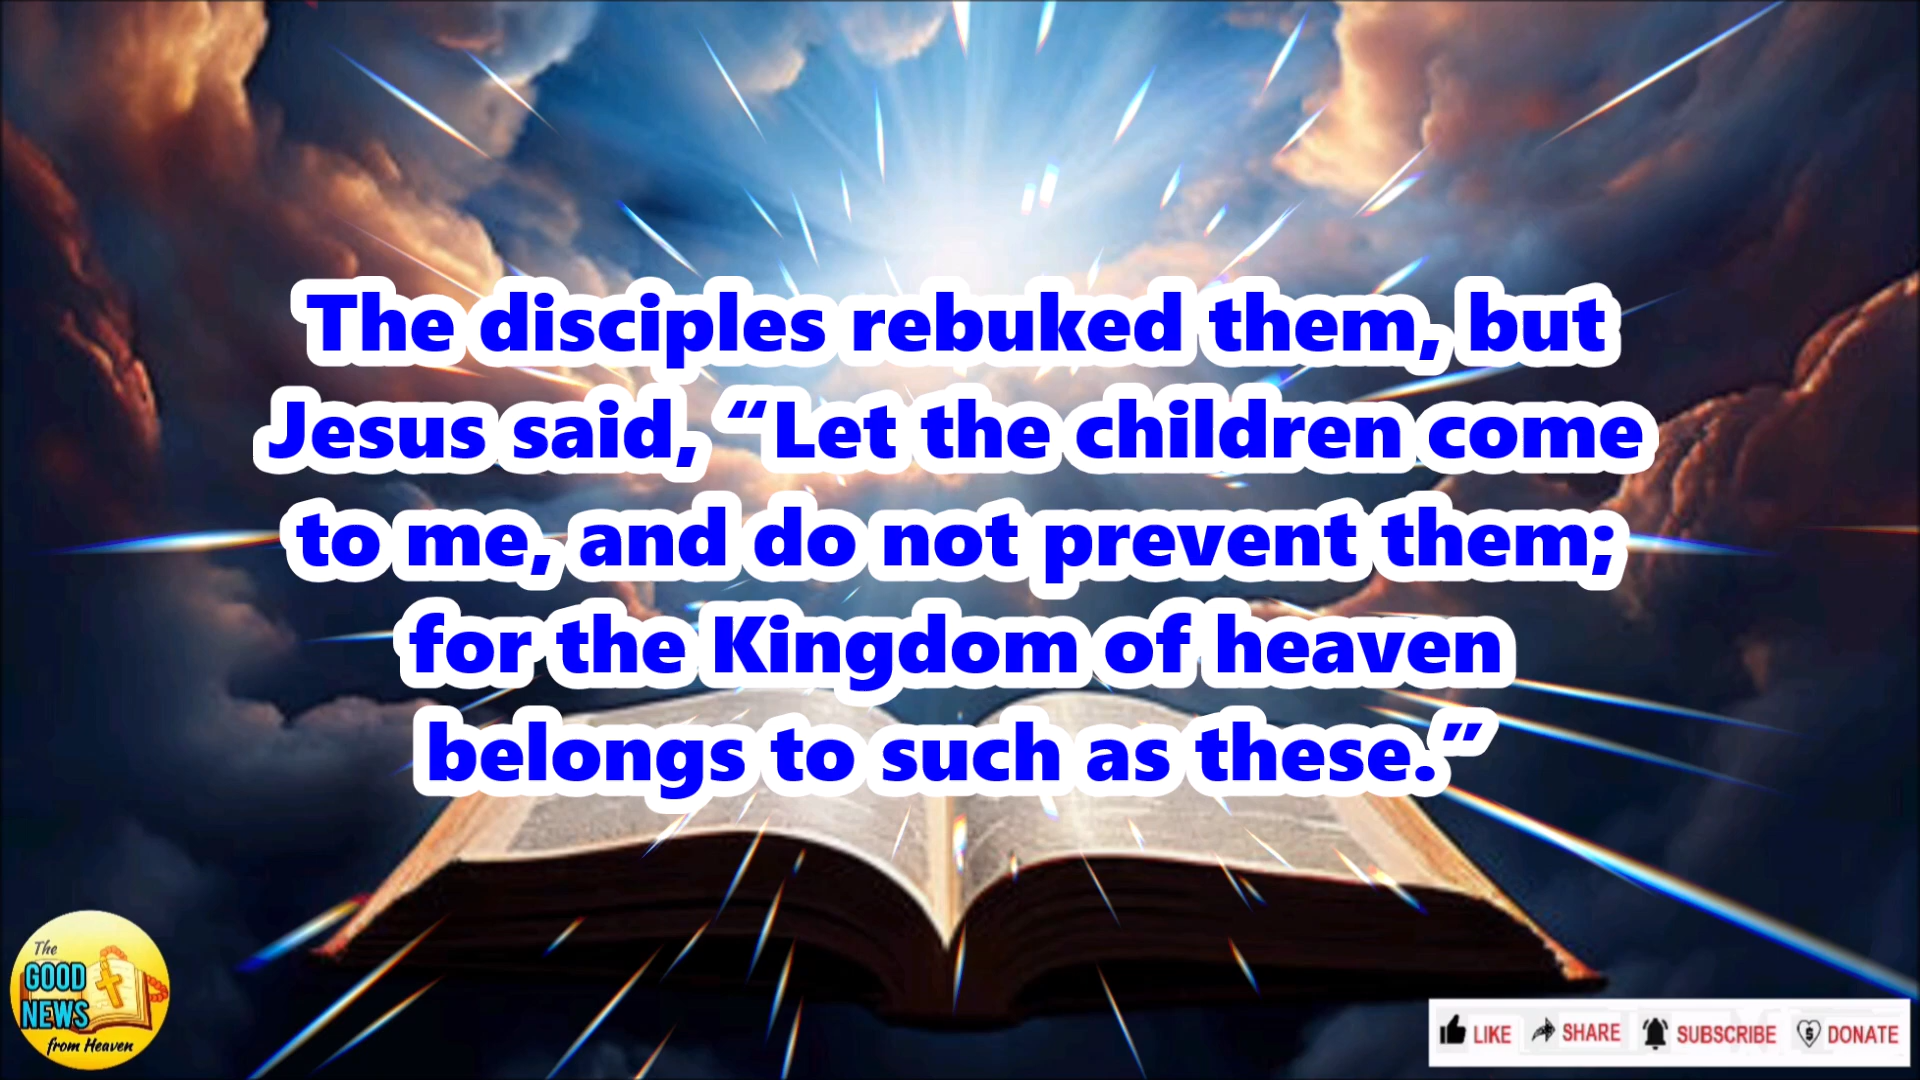 The disciples rebuked them, but
Jesus said, “Let the children come
to me, and do not prevent them;
for the Kingdom of heaven
belongs to such as these.”
The
GOOD
NEWS
from Heaven
LIKE SHARE SUBSCRIBE DONATE